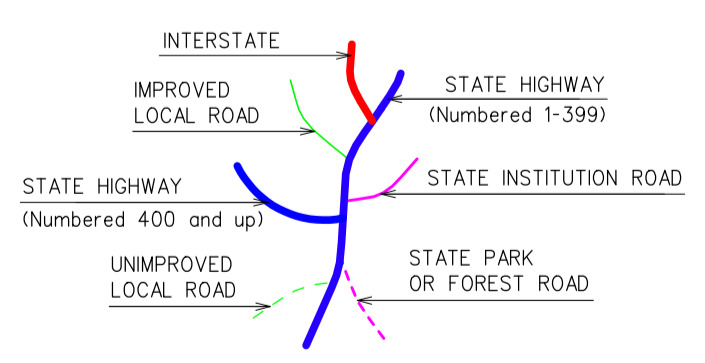 INTERSTATE
STATE HIGHWAY
(Numbered 1-399)
IMPROVED
LOCAL ROAD
STATE INSTITUTION ROAD
STATE HIGHWAY
(Numbered 400 and up)
STATE PARK
OR FOREST ROAD
UNIMPROVED
LOCAL ROAD